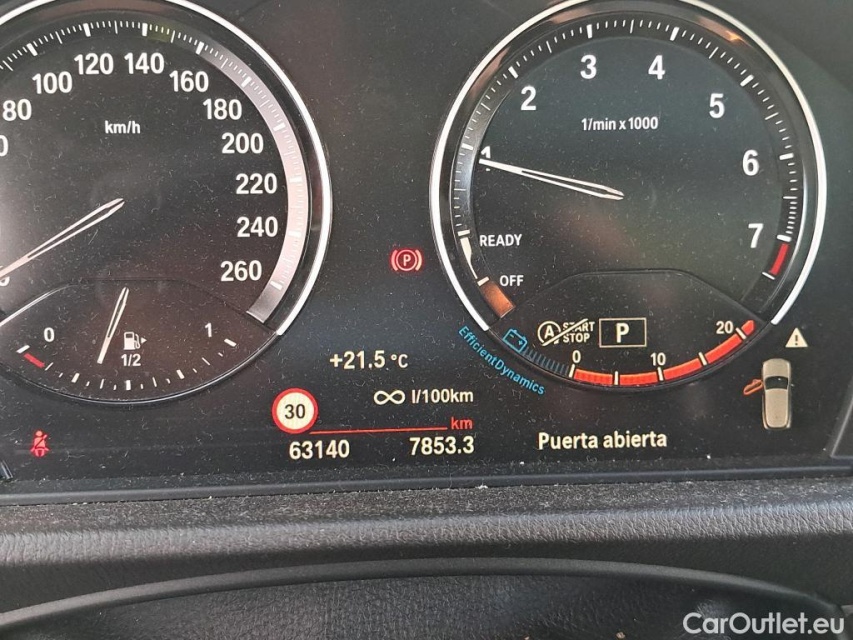 80
100
120
140
160
180
200
220
240
260
km/h
0
1/2
1
1
2
3
4
5
6
7
1/min x 1000
READY
OFF
P
A START
STOP
P
EfficientDynamics
0
10
20
+21.5 °C
30
∞ l/100km
km
63140
7853.3
Puerta abierta
CarOutlet.eu